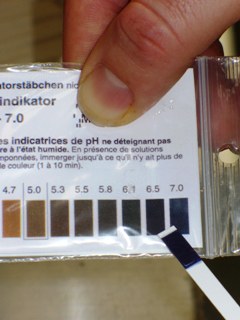 atorstäbchen nic
indikator
- 7.0
es indicatrices de pH ne déteignant pas
re à l'état humide. En présence de solutions
mponnées, immerger jusqu'à ce qu'il n'y ait plus de
de couleur (1 à 10 min).
4.7 5.0 5.3 5.5 5.8 6.1 6.5 7.0